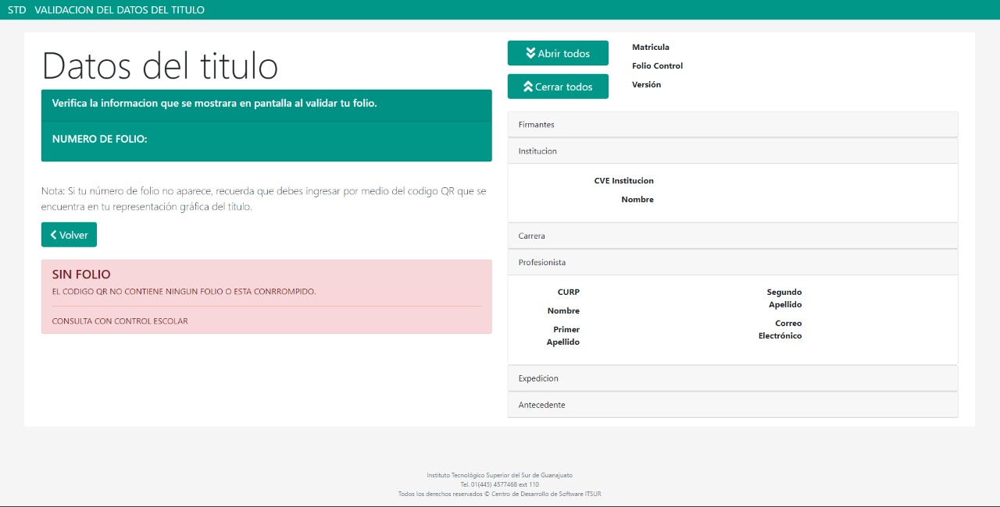 STD VALIDACION DEL DATOS DEL TITULO
Datos del titulo
Verifica la informacion que se mostrara en pantalla al validar tu folio.
NUMERO DE FOLIO:
Nota: Si tu número de folio no aparece, recuerda que debes ingresar por medio del codigo QR que se
encuentra en tu representación gráfica del título.
Volver
SIN FOLIO
EL CODIGO QR NO CONTIENE NINGUN FOLIO O ESTA CONRROMPIDO.
CONSULTA CON CONTROL ESCOLAR
Abrir todos
Cerrar todos
Matricula
Folio Control
Versión
Firmantes
Institucion
CVE Institucion
Nombre
Carrera
Profesionista
CURP
Nombre
Primer
Apellido
Segundo
Apellido
Correo
Electrónico
Expedicion
Antecedente
Instituto Tecnológico Superior del Sur de Guanajuato
Tel. 01(445) 4577468 ext 110
Todos los derechos reservados © Centro de Desarrollo de Software ITSUR